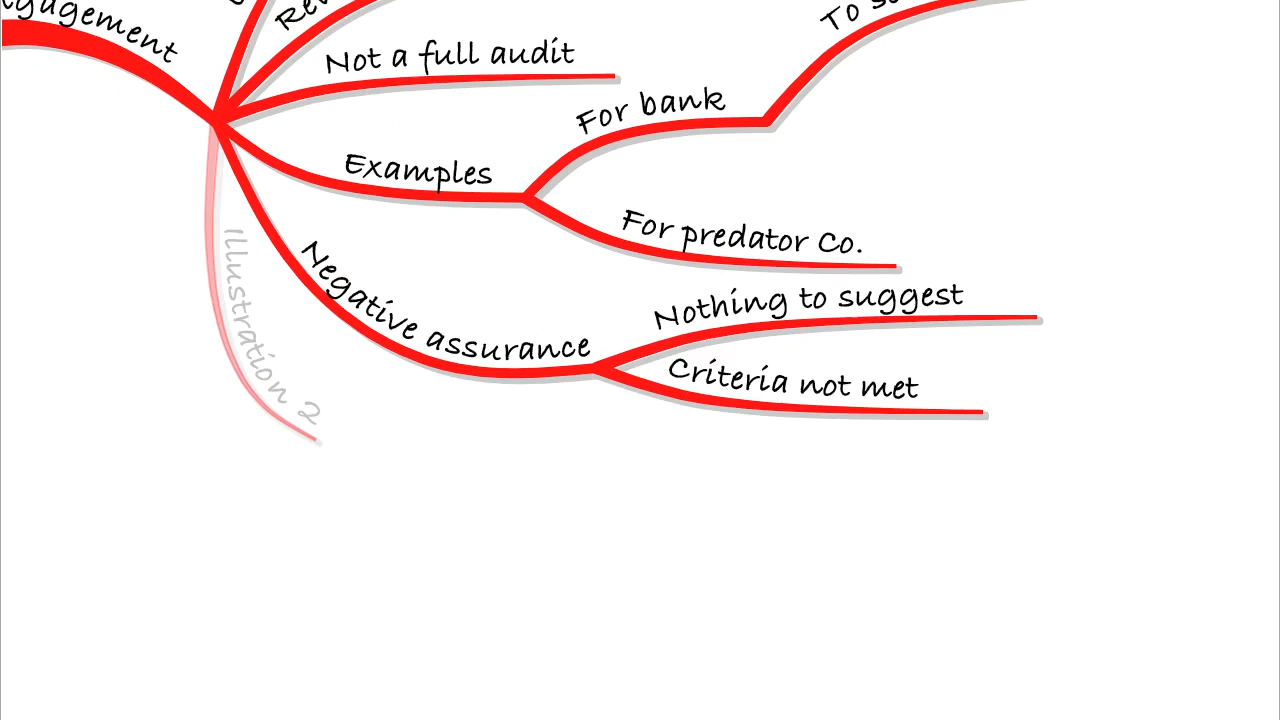 Not a full audit
For bank
Examples
For predator Co.
Negative assurance
Nothing to suggest
Criteria not met
Illustration 2